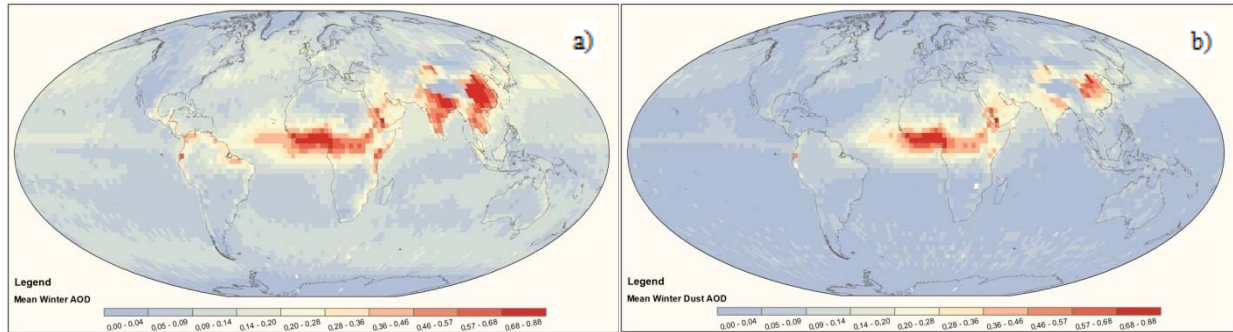 a)
Legend
Mean Winter AOD
0,00 - 0,04 0,05 - 0,09 0,09 - 0,14 0,14 - 0,20 0,20 - 0,28 0,28 - 0,36 0,36 - 0,46 0,46 - 0,57 0,57 - 0,68 0,68 - 0,88
b)
Legend
Mean Winter Dust AOD
0,00 - 0,04 0,05 - 0,09 0,09 - 0,14 0,14 - 0,20 0,20 - 0,28 0,28 - 0,36 0,36 - 0,46 0,46 - 0,57 0,57 - 0,68 0,68 - 0,88